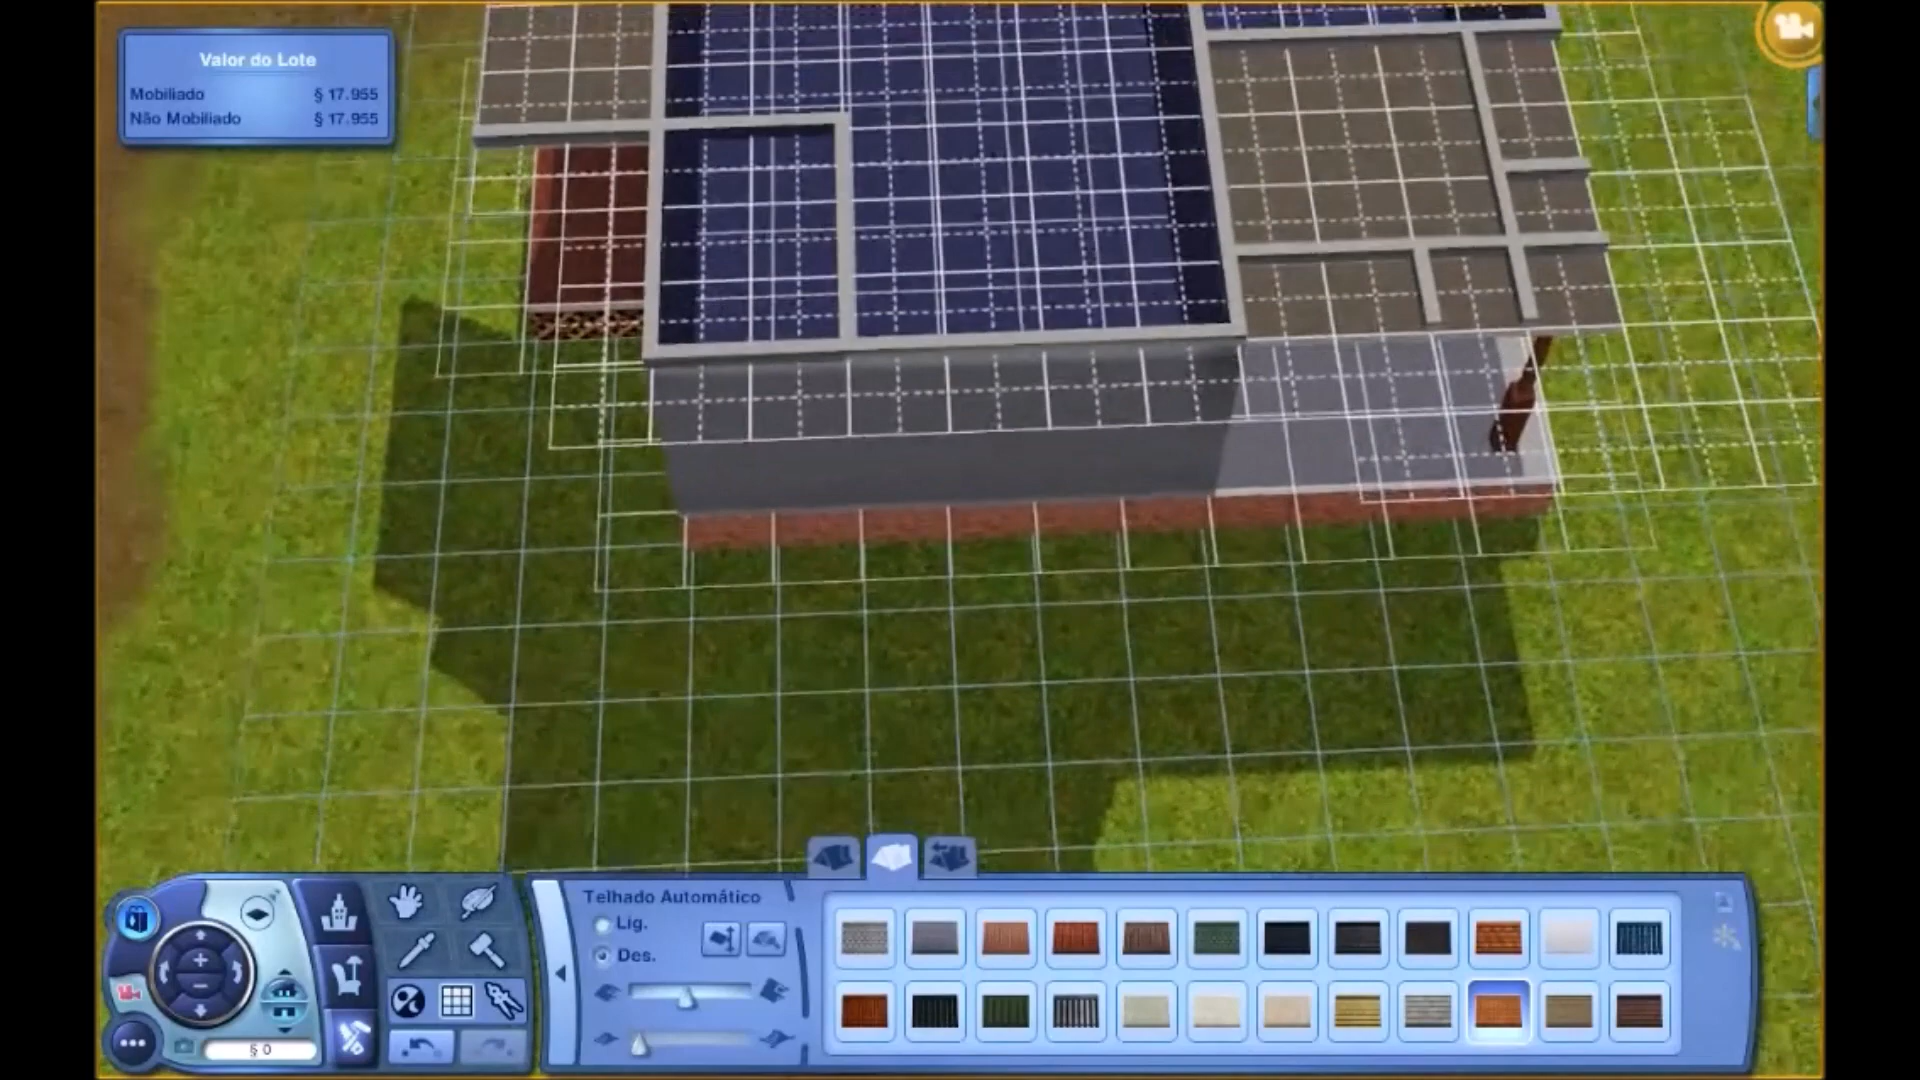 Valor do Lote
Mobiliado § 17.955
Não Mobiliado § 17.955
Telhado Automático
Lig.
Des.
§ 0